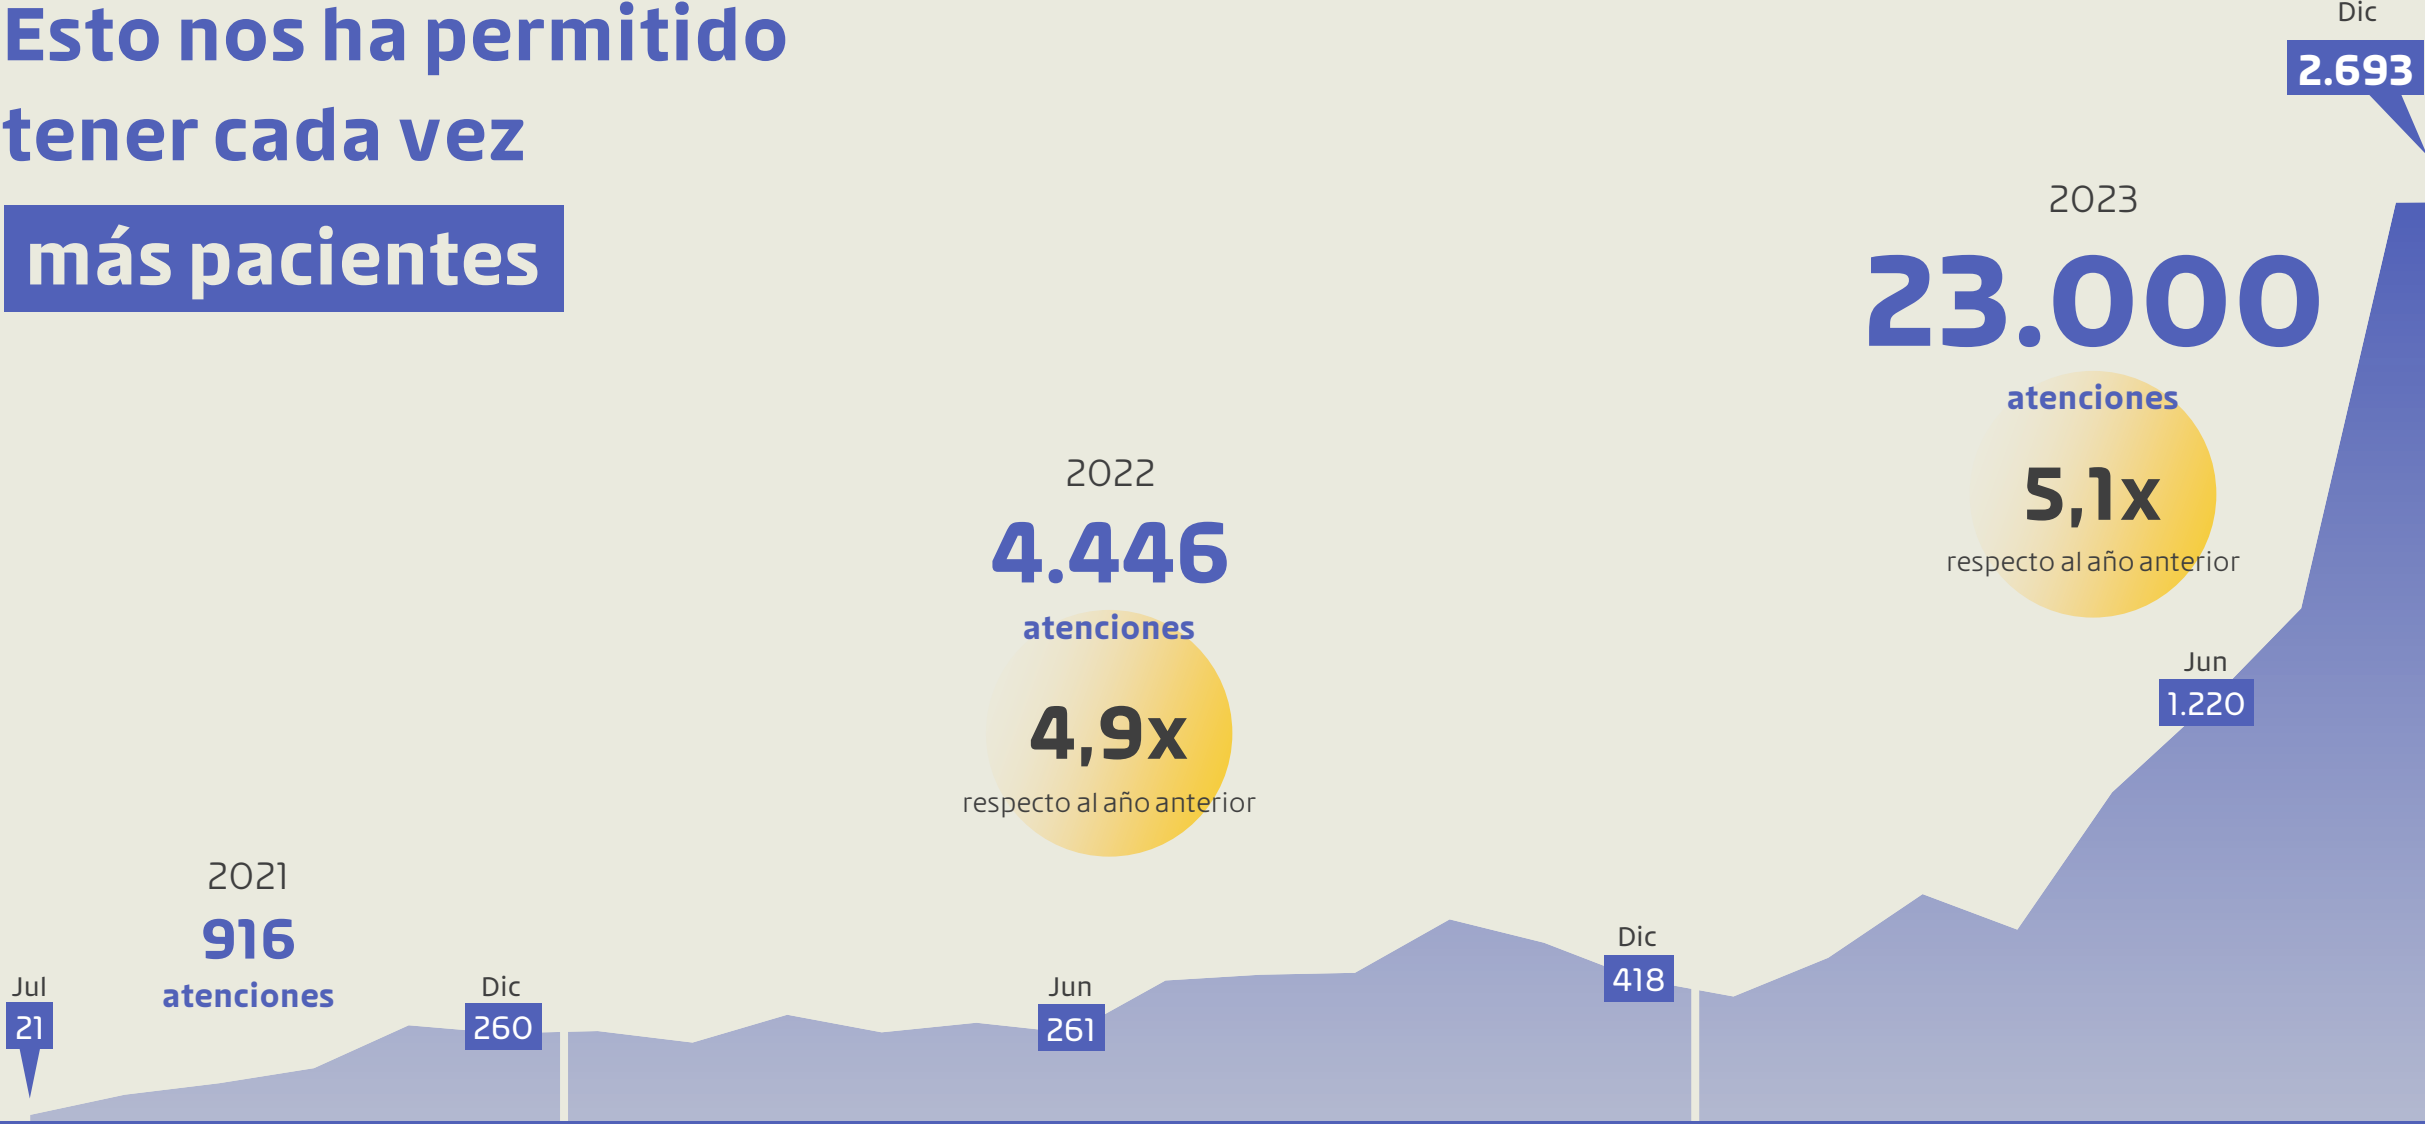 Esto nos ha permitido
tener cada vez
más pacientes
Jul
21
2021
916
atenciones
Dic
260
2022
4.446
atenciones
4,9x
respecto al año anterior
Jun
261
Dic
418
2023
23.000
atenciones
5,1x
respecto al año anterior
Jun
1.220
Dic
2.693